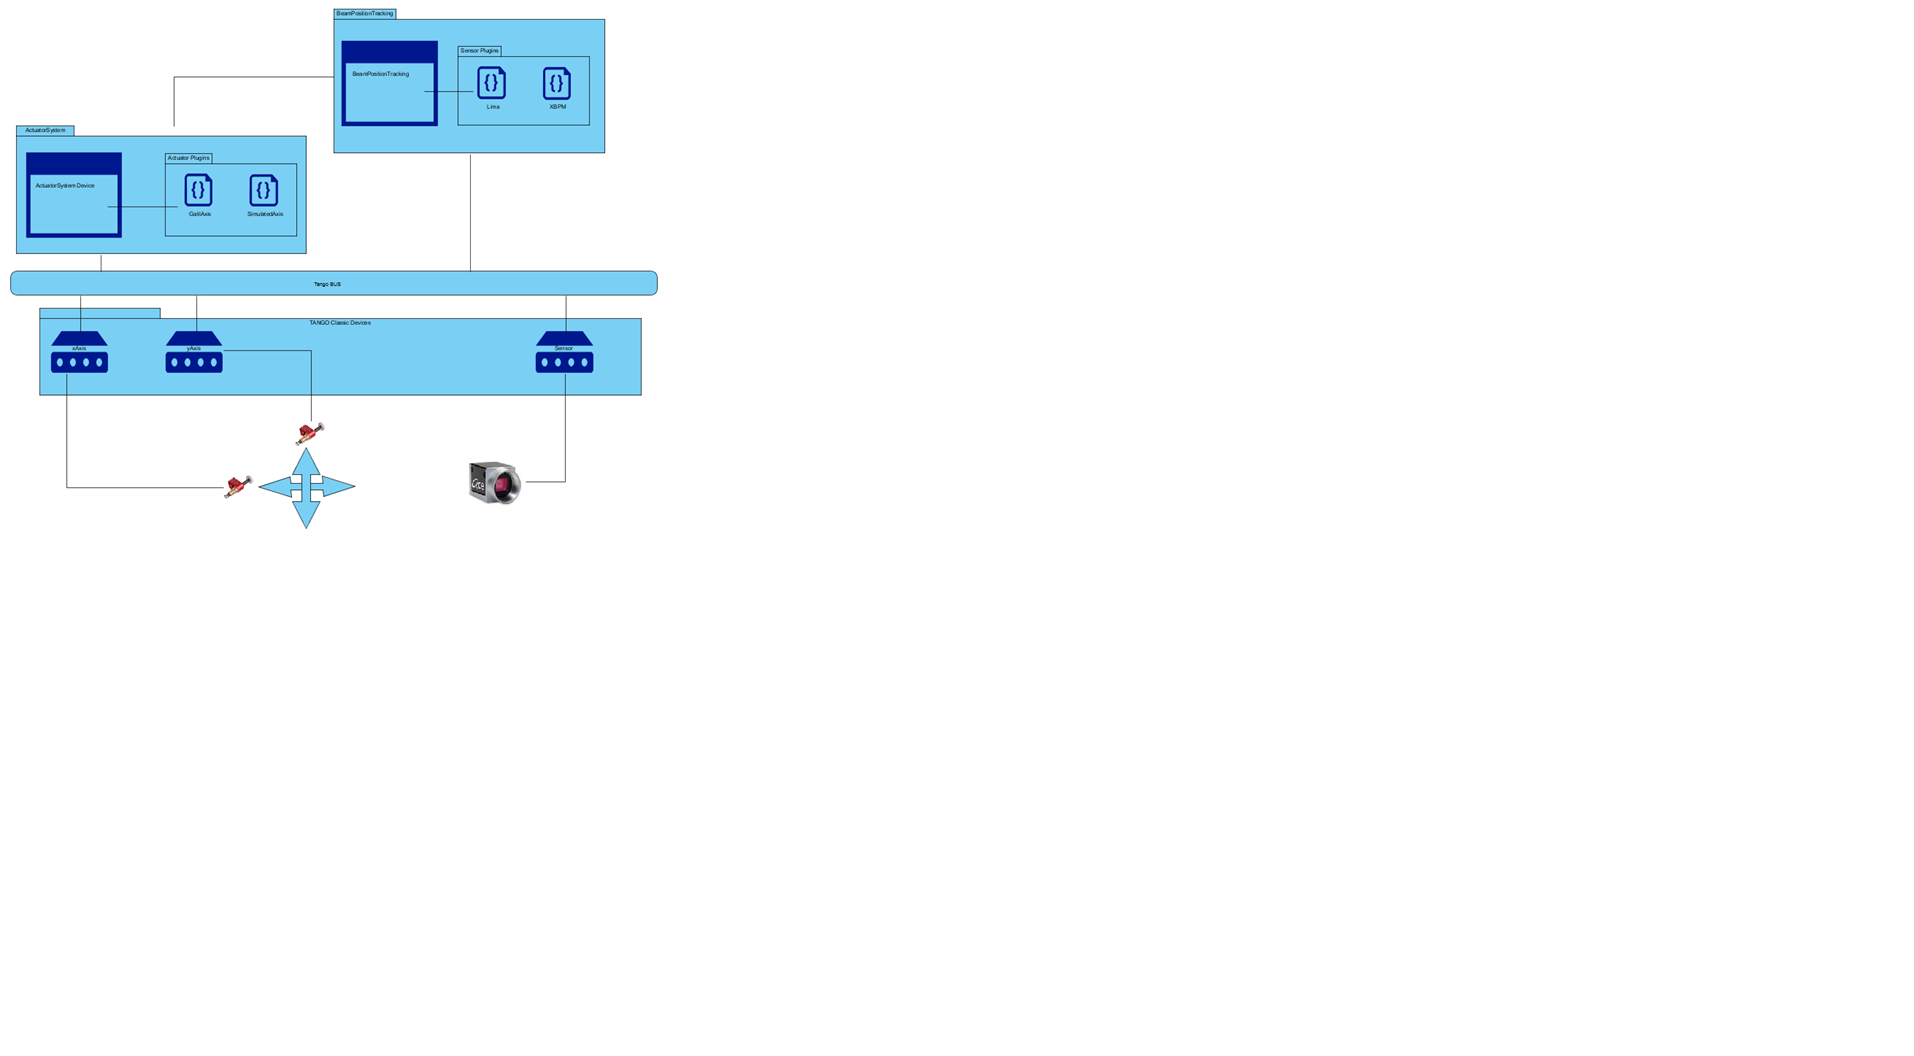 BeamPositionTracking
Sensor Plugins
BeamPositionTracking
Lima
XBPM
ActuatorSystem
Actuator Plugins
ActuatorSystem Device
GalilAxis
SimulatedAxis
Tango BUS
TANGO Classic Devices
xAxis
yAxis
Sensor